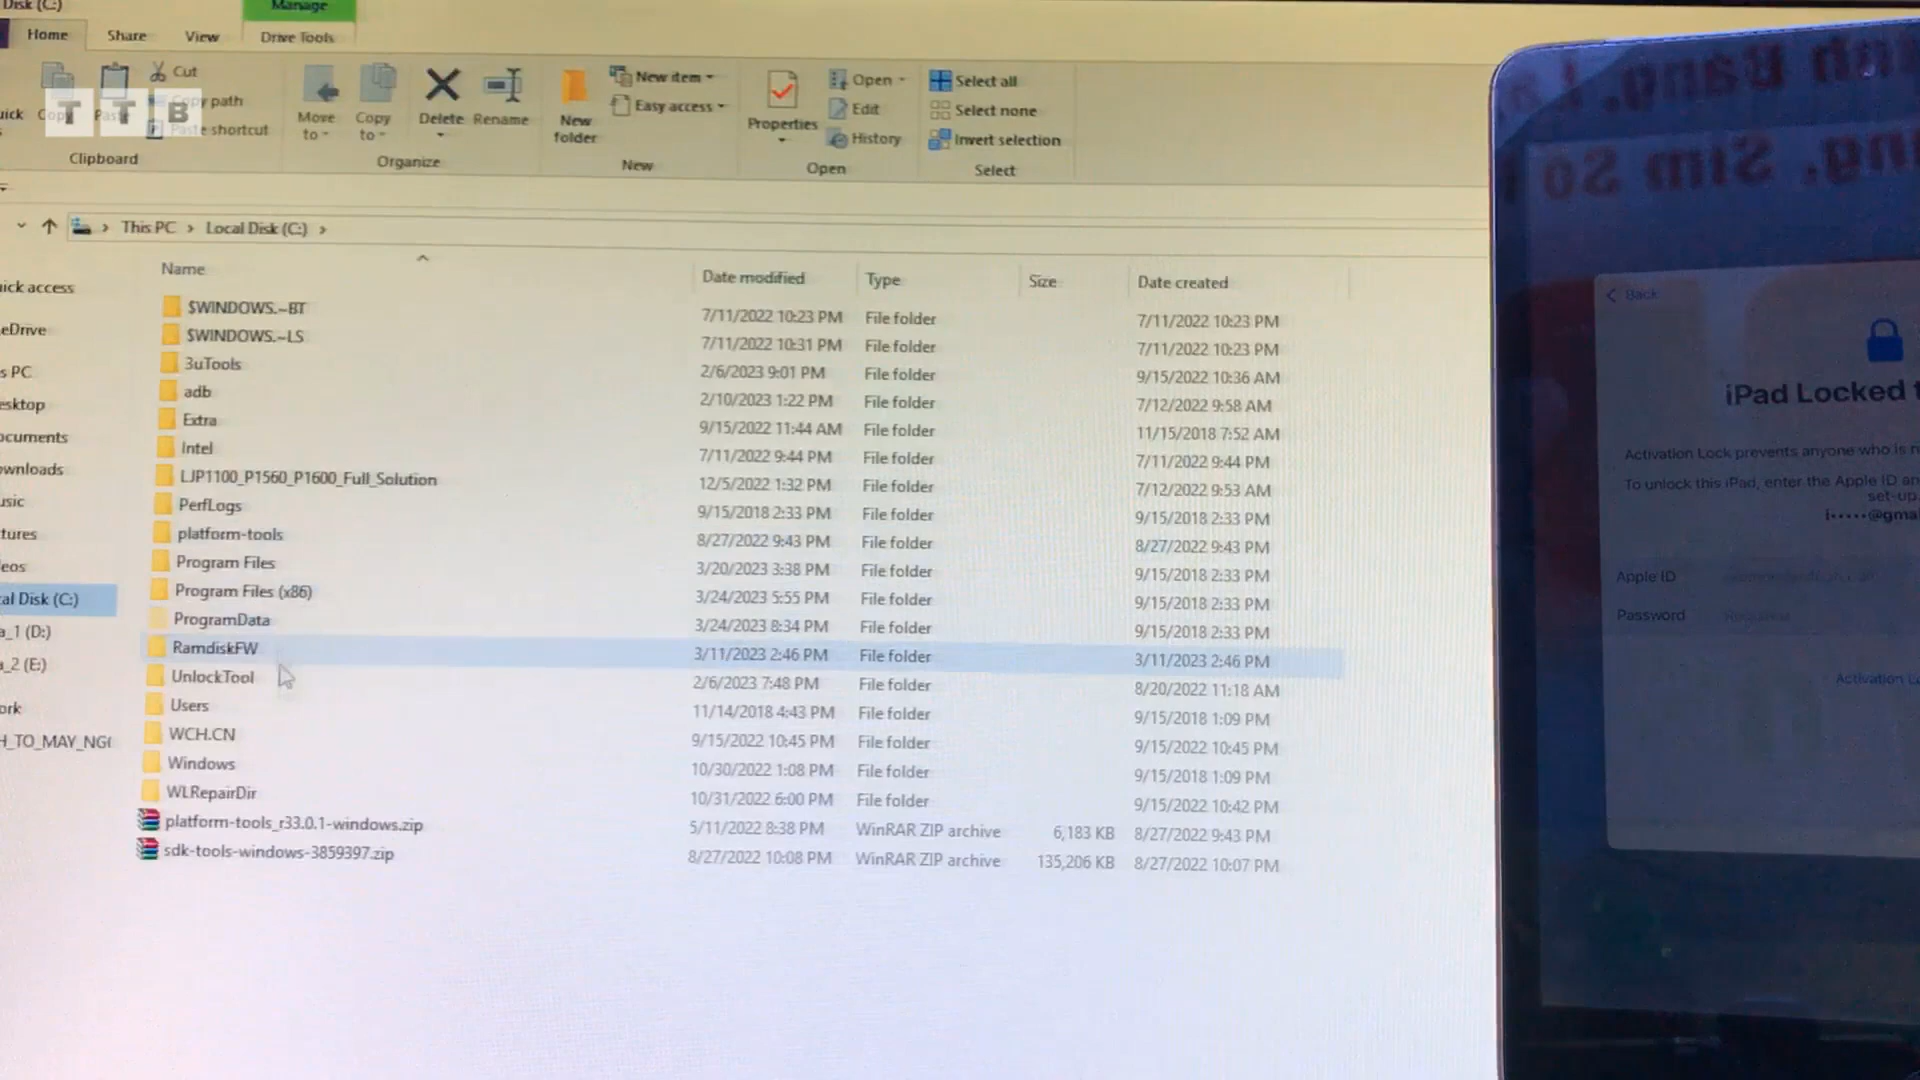 Disk (C:)
Manage
Home
Share
View
Drive Tools
Cut
Copy path
Paste shortcut
TTB
Clipboard
Move to
Copy to
Delete
Rename
Organize
New folder
New item
Easy access
New
Properties
Open
Edit
History
Open
Select all
Select none
Invert selection
Select
This PC > Local Disk (C:) >
Name Date modified Type Size Date created
$WINDOWS.~BT 7/11/2022 10:23 PM File folder 7/11/2022 10:23 PM
$WINDOWS.~LS 7/11/2022 10:31 PM File folder 7/11/2022 10:23 PM
3uTools 2/6/2023 9:01 PM File folder 9/15/2022 10:36 AM
adb 2/10/2023 1:22 PM File folder 7/12/2022 9:58 AM
Extra 9/15/2022 11:44 AM File folder 11/15/2018 7:52 AM
Intel 7/11/2022 9:44 PM File folder 7/11/2022 9:44 PM
LJP1100_P1560_P1600_Full_Solution 12/5/2022 1:32 PM File folder 7/12/2022 9:53 AM
PerfLogs 9/15/2018 2:33 PM File folder 9/15/2018 2:33 PM
platform-tools 8/27/2022 9:43 PM File folder 8/27/2022 9:43 PM
Program Files 3/20/2023 3:38 PM File folder 9/15/2018 2:33 PM
Program Files (x86) 3/24/2023 5:55 PM File folder 9/15/2018 2:33 PM
ProgramData 3/24/2023 8:34 PM File folder 9/15/2018 2:33 PM
RamdiskFW 3/11/2023 2:46 PM File folder 3/11/2023 2:46 PM
UnlockTool 2/6/2023 7:48 PM File folder 8/20/2022 11:18 AM
Users 11/14/2018 4:43 PM File folder 9/15/2018 1:09 PM
WCH.CN 9/15/2022 10:45 PM File folder 9/15/2022 10:45 PM
Windows 10/30/2022 1:08 PM File folder 9/15/2018 1:09 PM
WLRepairDir 10/31/2022 6:00 PM File folder 9/15/2022 10:42 PM
platform-tools_r33.0.1-windows.zip 5/11/2022 8:38 PM WinRAR ZIP archive 6,183 KB 8/27/2022 9:43 PM
sdk-tools-windows-3859397.zip 8/27/2022 10:08 PM WinRAR ZIP archive 135,206 KB 8/27/2022 10:07 PM
uick access
eDrive
s PC
esktop
ocuments
ownloads
usic
tures
eos
cal Disk (C:)
a_1 (D:)
a_2 (E:)
ork
H_TO_MAY_NG
Back
iPad Locked t
Activation Lock prevents anyone who is n
To unlock this iPad, enter the Apple ID an
set-up.
i•••••@gmai
Apple ID
Password Required
Activation Lo